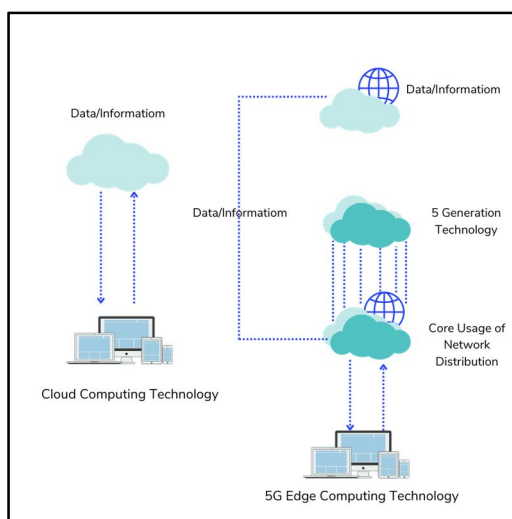 Data/Informatiom
Data/Informatiom
Data/Informatiom
5 Generation
Technology
Core Usage of
Network
Distribution
Cloud Computing Technology
5G Edge Computing Technology